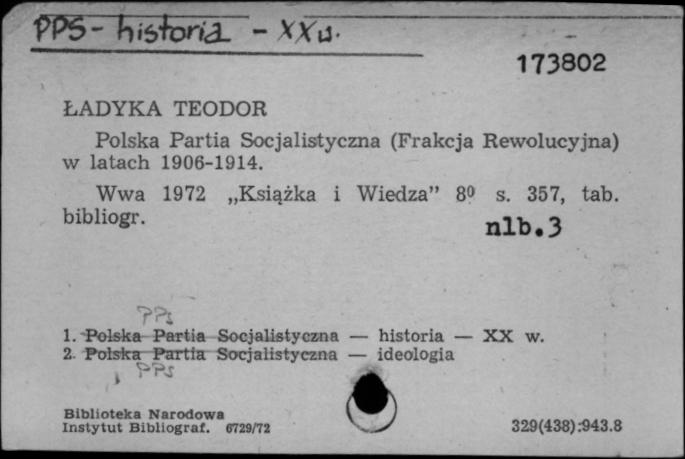 PPS - historia - XX w.
173802
ŁADYKA TEODOR
Polska Partia Socjalistyczna (Frakcja Rewolucyjna)
w latach 1906-1914.
Wwa 1972 „Książka i Wiedza” 8⁰ s. 357, tab.
bibliogr.
nlb.3
PPS
1. Polska Partia Socjalistyczna — historia — XX w.
2. Polska Partia Socjalistyczna — ideologia
PPS
Biblioteka Narodowa
Instytut Bibliograf. 6729/72
329(438):943.8